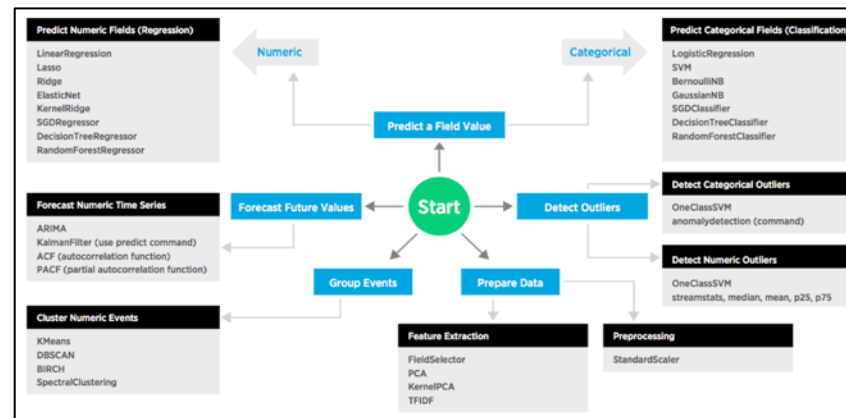 Predict Numeric Fields (Regression)
LinearRegression
Lasso
Ridge
ElasticNet
KernelRidge
SGDRegressor
DecisionTreeRegressor
RandomForestRegressor
Numeric
Categorical
Predict Categorical Fields (Classification
LogisticRegression
SVM
BernoulliNB
GaussianNB
SGDClassifier
DecisionTreeClassifier
RandomForestClassifier
Predict a Field Value
Forecast Numeric Time Series
ARIMA
KalmanFilter (use predict command)
ACF (autocorrelation function)
PACF (partial autocorrelation function)
Forecast Future Values
Start
Detect Outliers
Detect Categorical Outliers
OneClassSVM
anomalydetection (command)
Detect Numeric Outliers
OneClassSVM
streamstats, median, mean, p25, p75
Group Events
Prepare Data
Cluster Numeric Events
KMeans
DBSCAN
BIRCH
SpectralClustering
Feature Extraction
FieldSelector
PCA
KernelPCA
TFIDF
Preprocessing
StandardScaler